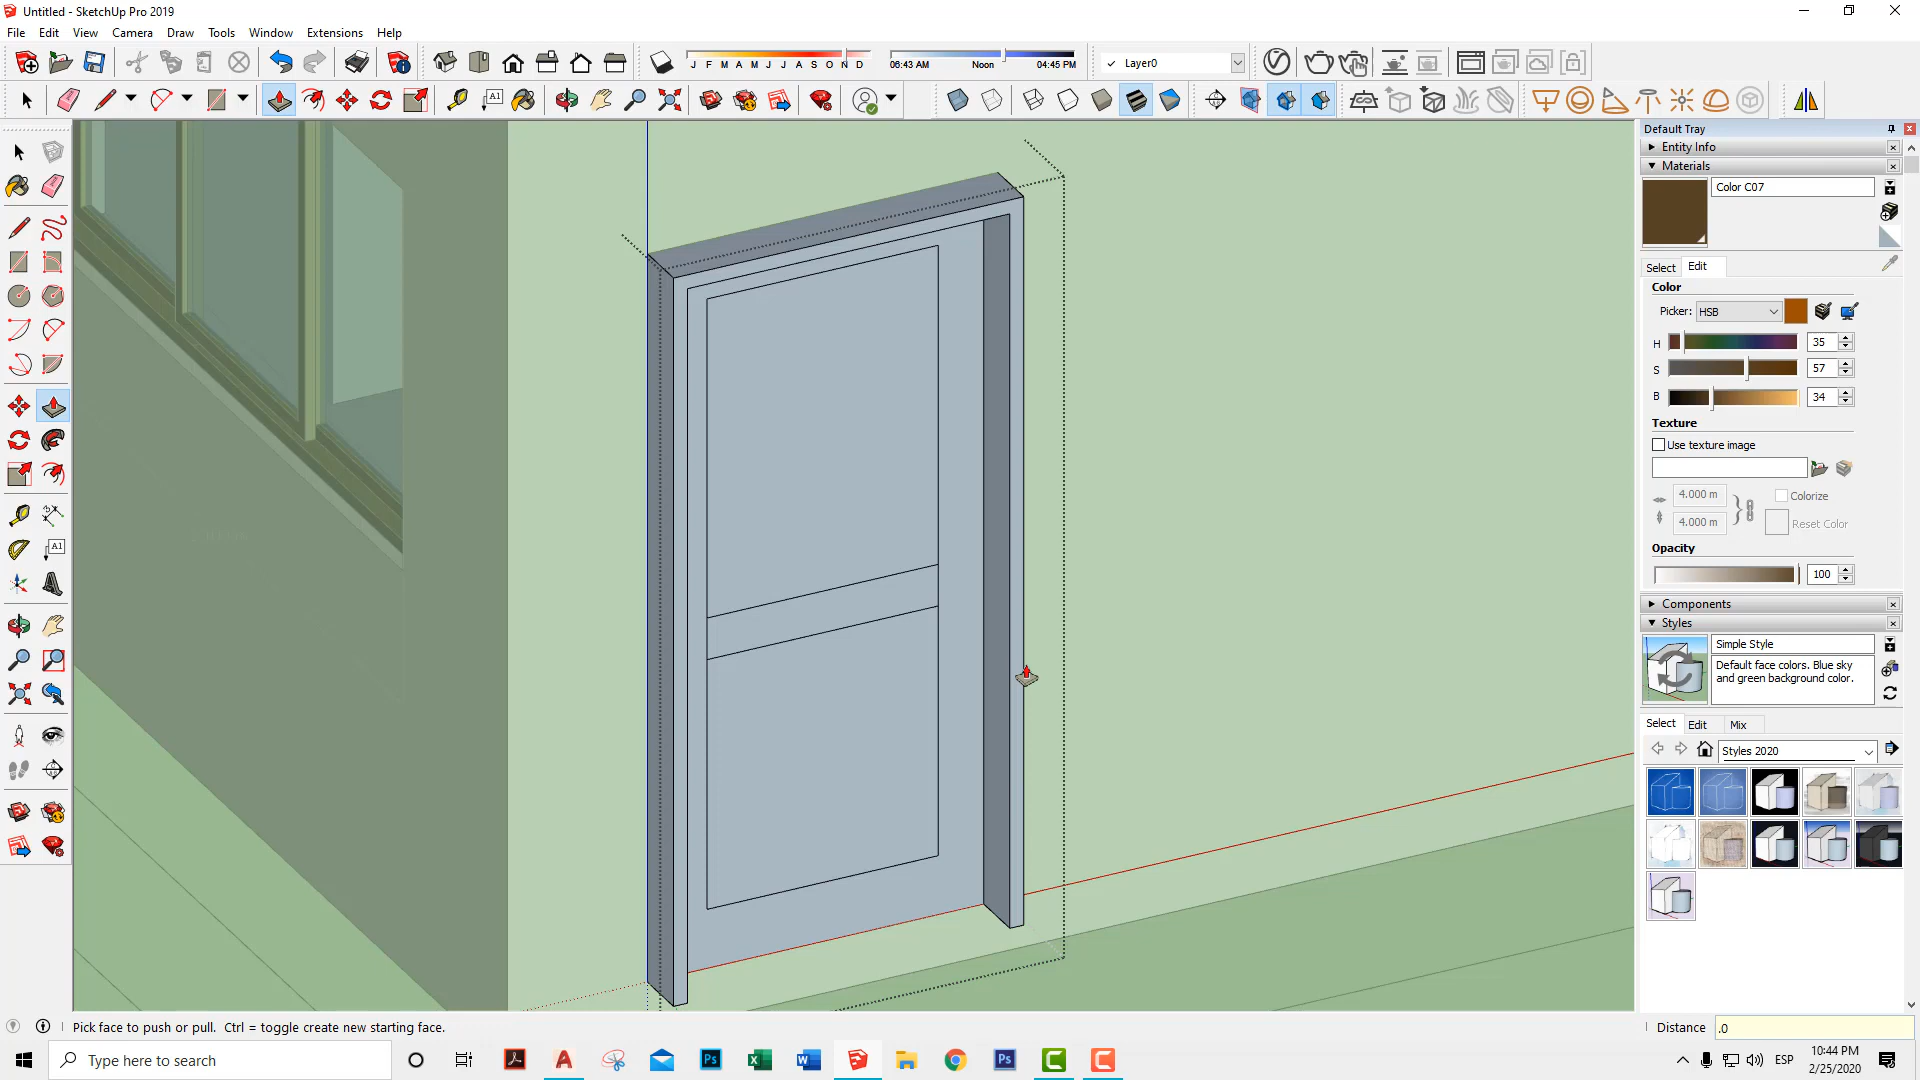 Untitled - SketchUp Pro 2019
File Edit View Camera Draw Tools Window Extensions Help
J F M A M J J A S O N D
06:43 AM Noon 04:45 PM
✓ Layer0
A1
Default Tray
Entity Info
Materials
Color C07
Select Edit
Color
Picker: HSB
H 35
S 57
B 34
Texture
Use texture image
4.000 m
Colorize
4.000 m
Reset Color
Opacity
100
Components
Styles
Simple Style
Default face colors. Blue sky
and green background color.
Select Edit Mix
Styles 2020
A1
Pick face to push or pull. Ctrl = toggle create new starting face.
Distance .0
Type here to search
ESP
10:44 PM
2/25/2020